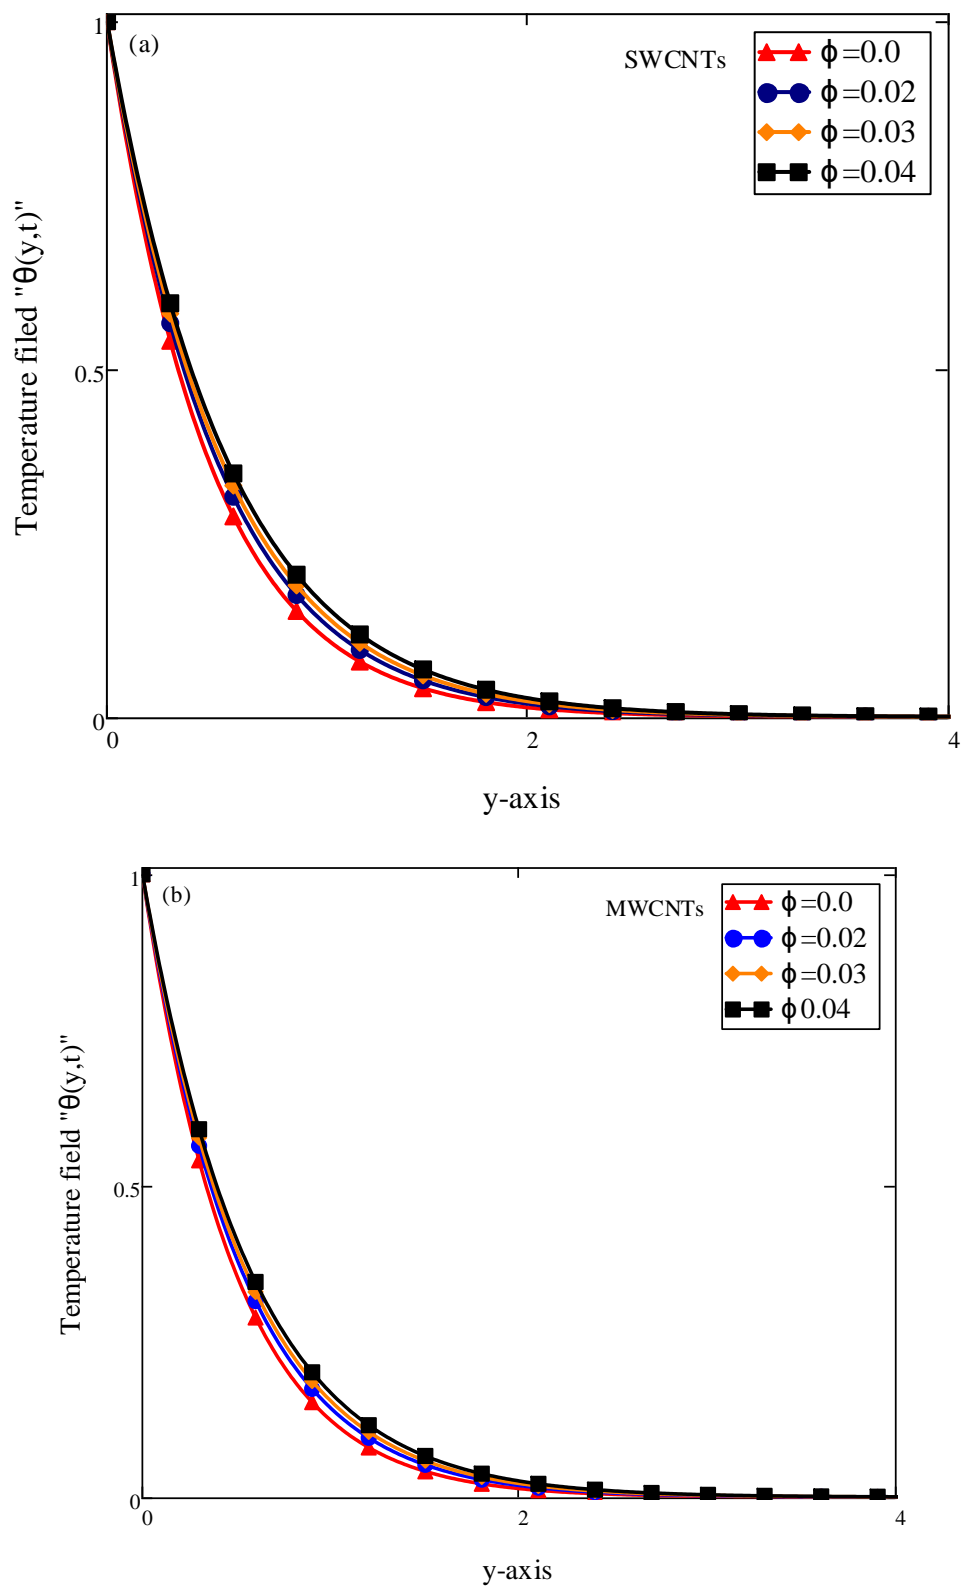 1
(a)
SWCNTs
ϕ=0.0
ϕ=0.02
ϕ=0.03
ϕ=0.04
Temperature filed "θ(y,t)"
0.5
0
0
2
4
y-axis
1
(b)
MWCNTs
ϕ=0.0
ϕ=0.02
ϕ=0.03
ϕ0.04
Temperature field "θ(y,t)"
0.5
0
0
2
4
y-axis